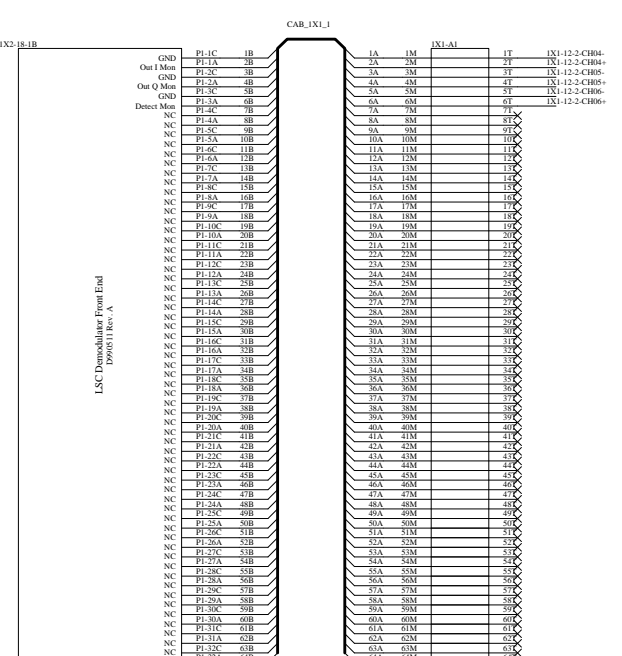 CAB_1X1_1
1X2-18-1B 1X1-A1
GND P1-1C 1B 1A 1M 1T 1X1-12-2-CH04-
Out I Mon P1-1A 2B 2A 2M 2T 1X1-12-2-CH04+
GND P1-2C 3B 3A 3M 3T 1X1-12-2-CH05-
Out Q Mon P1-2A 4B 4A 4M 4T 1X1-12-2-CH05+
GND P1-3C 5B 5A 5M 5T 1X1-12-2-CH06-
Detect Mon P1-3A 6B 6A 6M 6T 1X1-12-2-CH06+
NC P1-4C 7B 7A 7M 7T
NC P1-4A 8B 8A 8M 8T
NC P1-5C 9B 9A 9M 9T
NC P1-5A 10B 10A 10M 10T
NC P1-6C 11B 11A 11M 11T
NC P1-6A 12B 12A 12M 12T
NC P1-7C 13B 13A 13M 13T
NC P1-7A 14B 14A 14M 14T
NC P1-8C 15B 15A 15M 15T
NC P1-8A 16B 16A 16M 16T
NC P1-9C 17B 17A 17M 17T
NC P1-9A 18B 18A 18M 18T
NC P1-10C 19B 19A 19M 19T
NC P1-10A 20B 20A 20M 20T
NC P1-11C 21B 21A 21M 21T
NC P1-11A 22B 22A 22M 22T
NC P1-12C 23B 23A 23M 23T
NC P1-12A 24B 24A 24M 24T
NC P1-13C 25B 25A 25M 25T
NC P1-13A 26B 26A 26M 26T
NC P1-14C 27B 27A 27M 27T
NC P1-14A 28B 28A 28M 28T
NC P1-15C 29B 29A 29M 29T
NC P1-15A 30B 30A 30M 30T
NC P1-16C 31B 31A 31M 31T
NC P1-16A 32B 32A 32M 32T
NC P1-17C 33B 33A 33M 33T
NC P1-17A 34B 34A 34M 34T
NC P1-18C 35B 35A 35M 35T
NC P1-18A 36B 36A 36M 36T
NC P1-19C 37B 37A 37M 37T
NC P1-19A 38B 38A 38M 38T
NC P1-20C 39B 39A 39M 39T
NC P1-20A 40B 40A 40M 40T
NC P1-21C 41B 41A 41M 41T
NC P1-21A 42B 42A 42M 42T
NC P1-22C 43B 43A 43M 43T
NC P1-22A 44B 44A 44M 44T
NC P1-23C 45B 45A 45M 45T
NC P1-23A 46B 46A 46M 46T
NC P1-24C 47B 47A 47M 47T
NC P1-24A 48B 48A 48M 48T
NC P1-25C 49B 49A 49M 49T
NC P1-25A 50B 50A 50M 50T
NC P1-26C 51B 51A 51M 51T
NC P1-26A 52B 52A 52M 52T
NC P1-27C 53B 53A 53M 53T
NC P1-27A 54B 54A 54M 54T
NC P1-28C 55B 55A 55M 55T
NC P1-28A 56B 56A 56M 56T
NC P1-29C 57B 57A 57M 57T
NC P1-29A 58B 58A 58M 58T
NC P1-30C 59B 59A 59M 59T
NC P1-30A 60B 60A 60M 60T
NC P1-31C 61B 61A 61M 61T
NC P1-31A 62B 62A 62M 62T
NC P1-32C 63B 63A 63M 63T
LSC Demodulator Front End
D990511 Rev. A